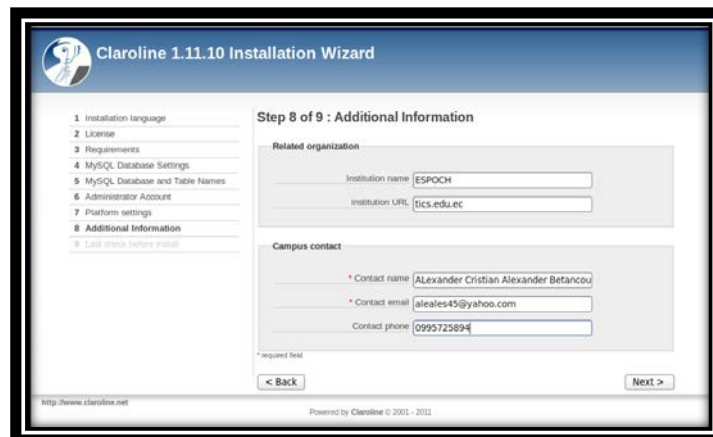 Claroline 1.11.10 Installation Wizard
1 Installation language
2 License
3 Requirements
4 MySQL Database Settings
5 MySQL Database and Table Names
6 Administrator Account
7 Platform settings
8 Additional Information
9 Last check before install
Step 8 of 9 : Additional Information
Related organization
Institution name ESPOCH
Institution URL tics.edu.ec
Campus contact
* Contact name ALexander Cristian Alexander Betancou
* Contact email aleales45@yahoo.com
Contact phone 0995725894
* required field
< Back Next >
http://www.claroline.net
Powered by Claroline © 2001 - 2011